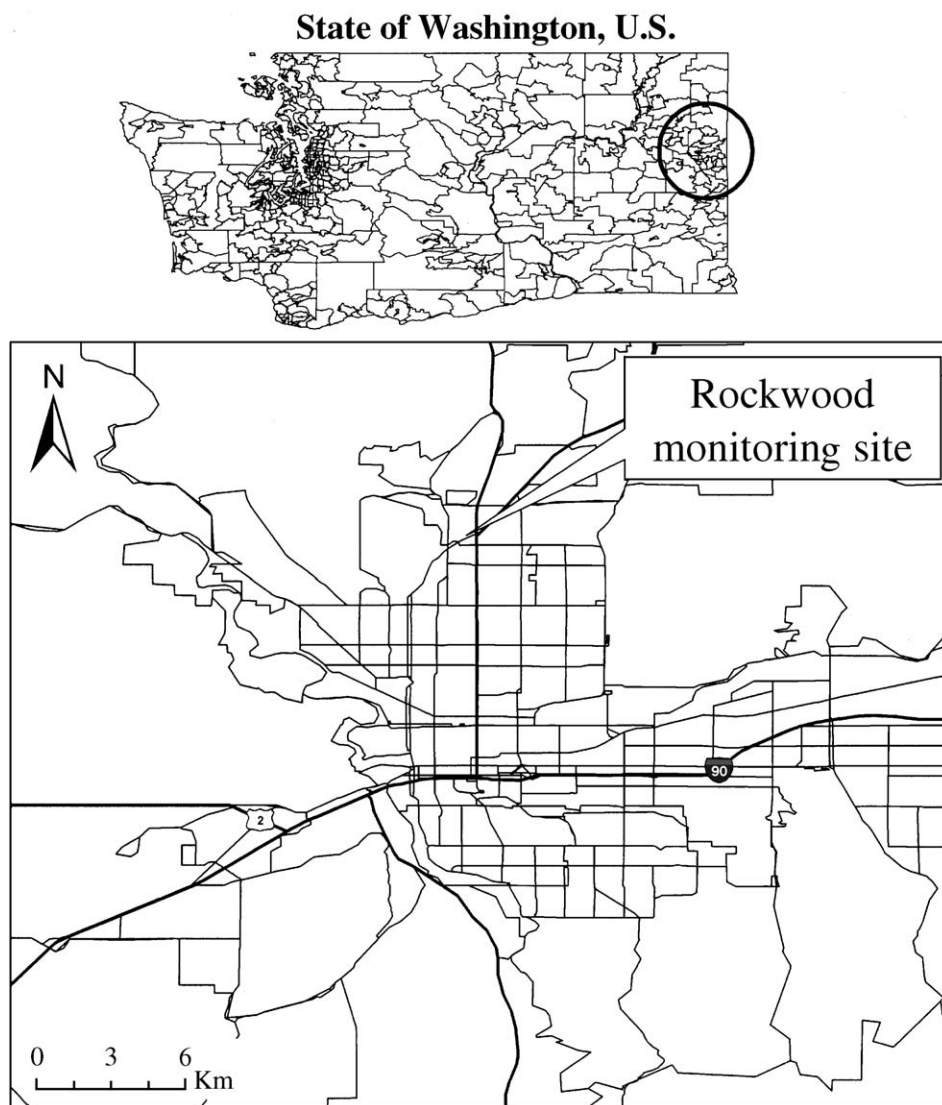 State of Washington, U.S.
N
Rockwood
monitoring site
90
2
0 3 6
Km